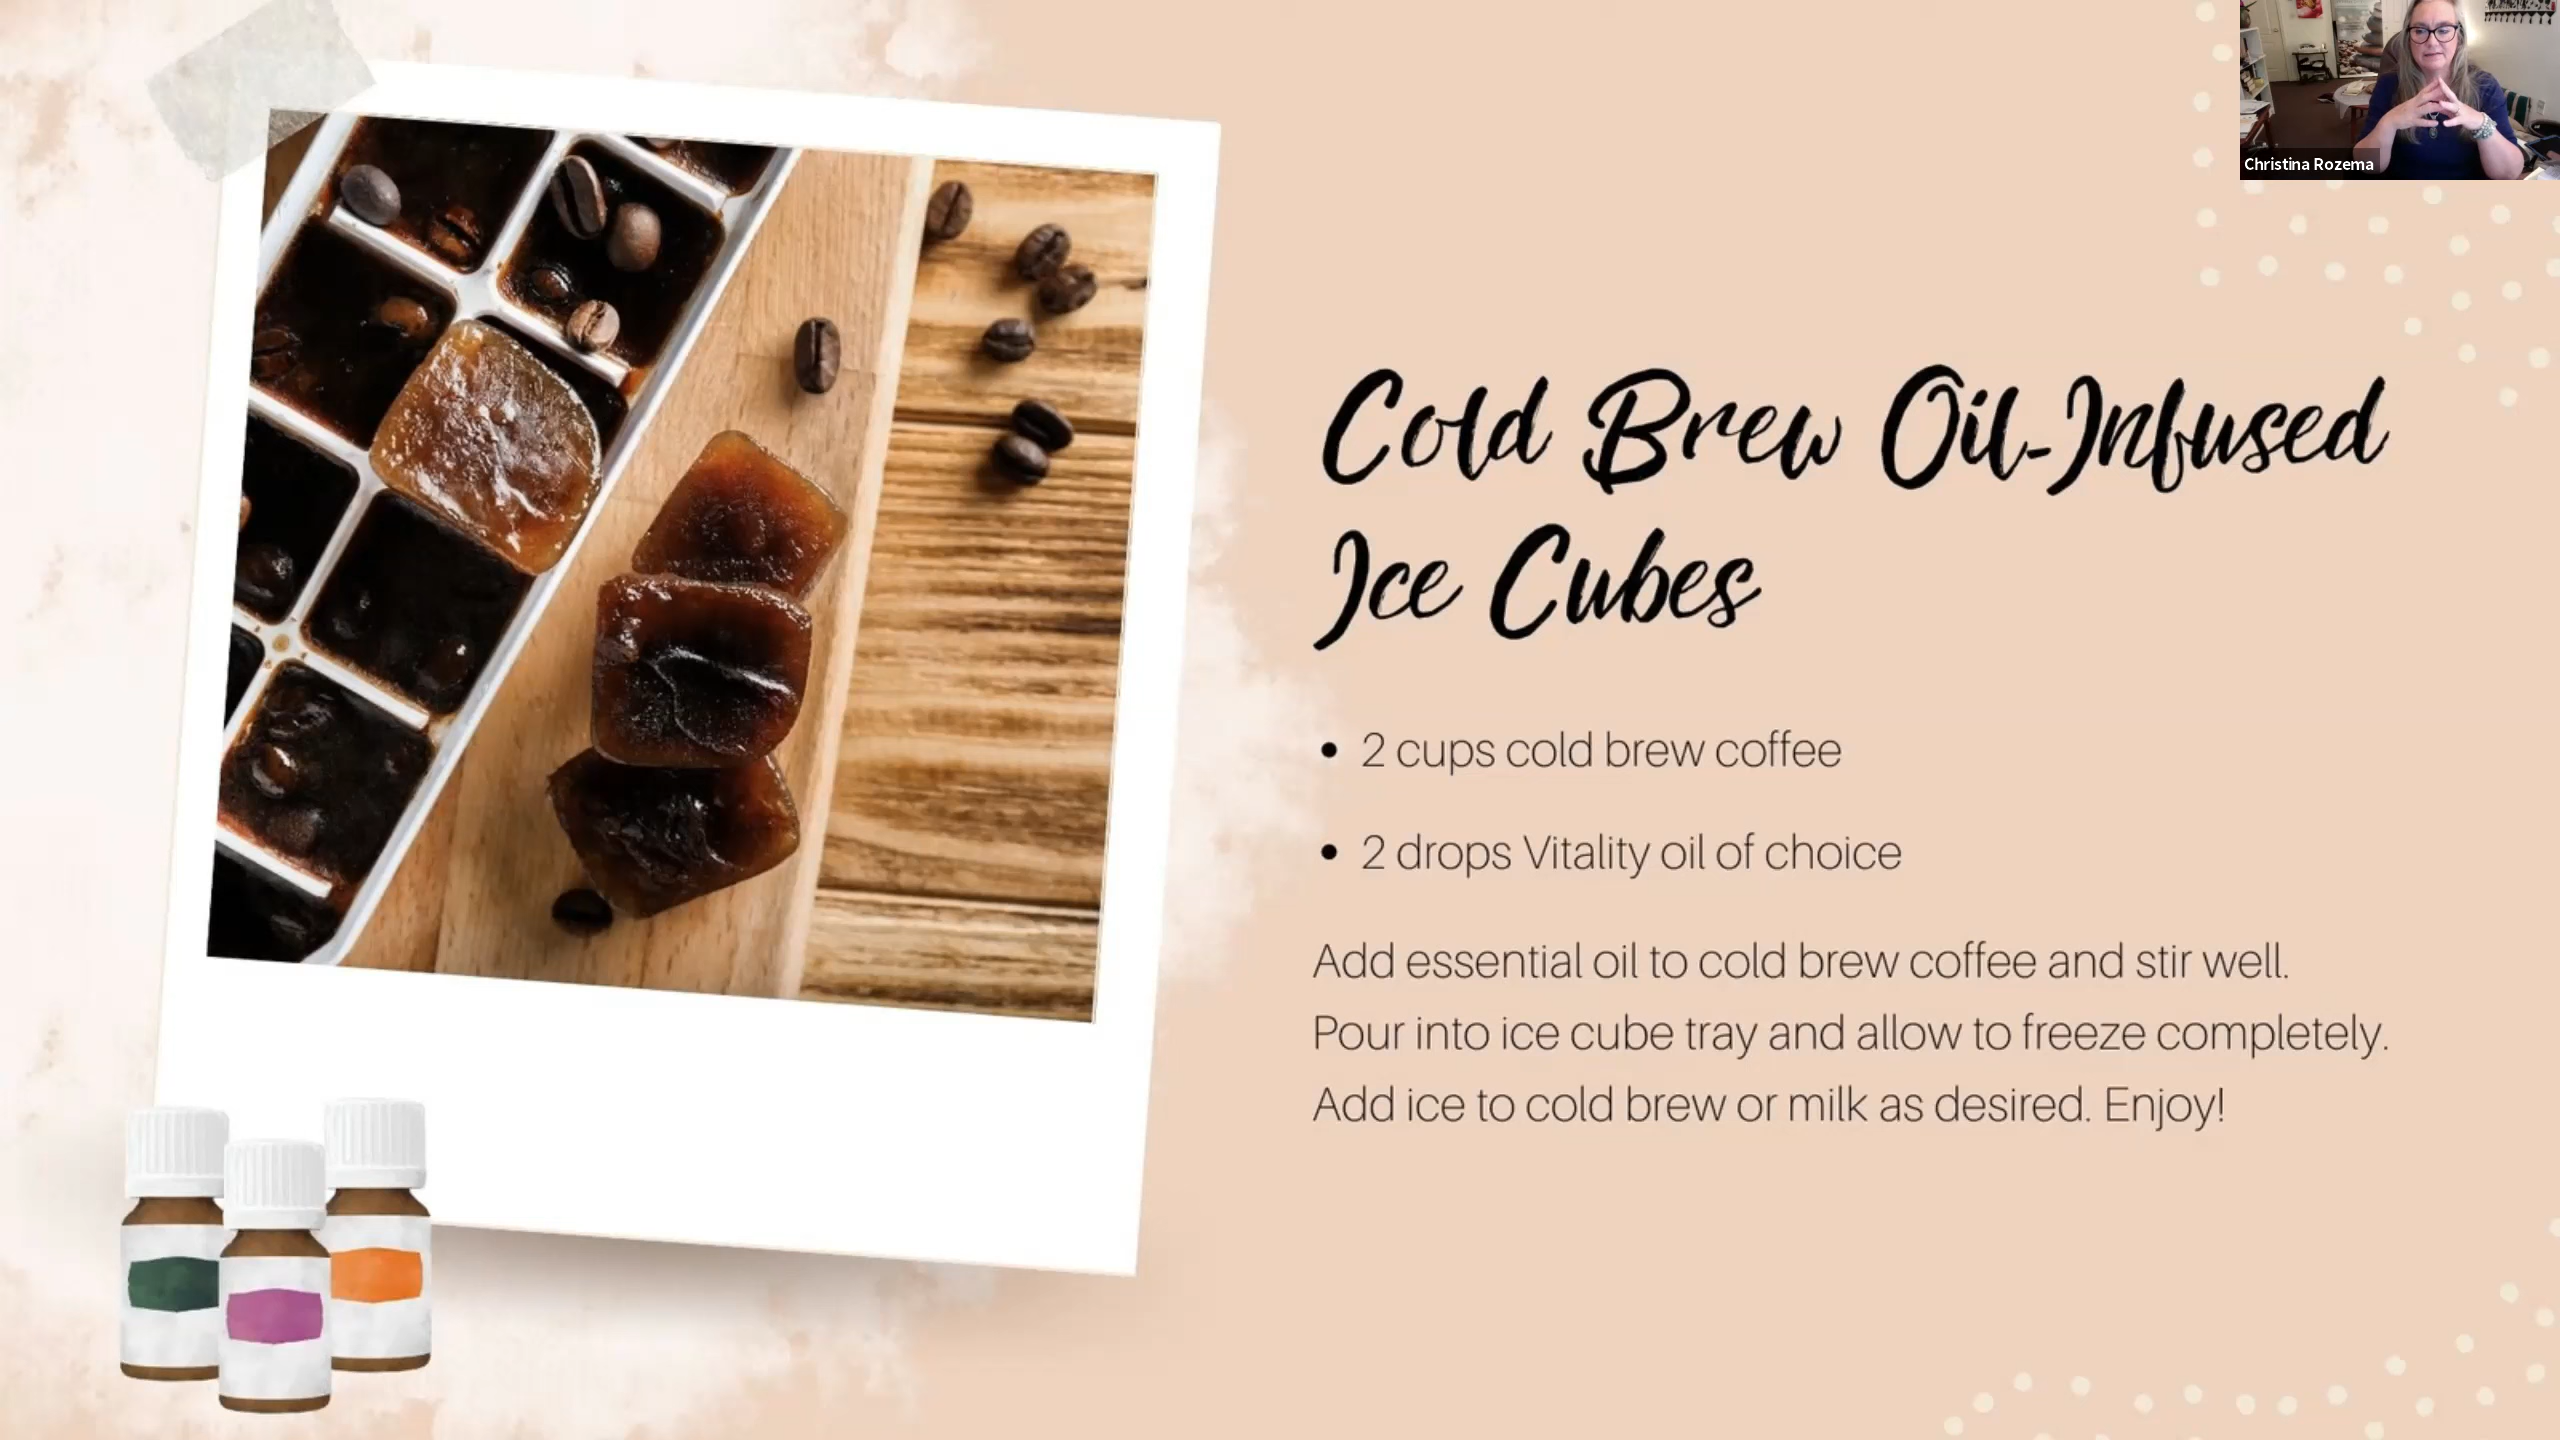 Christina Rozema
Cold Brew Oil-Infused
Ice Cubes
• 2 cups cold brew coffee
• 2 drops Vitality oil of choice
Add essential oil to cold brew coffee and stir well.
Pour into ice cube tray and allow to freeze completely.
Add ice to cold brew or milk as desired. Enjoy!